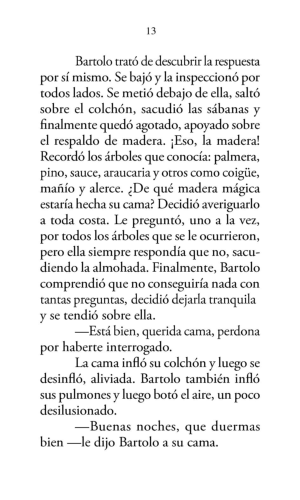 13
Bartolo trató de descubrir la respuesta
por sí mismo. Se bajó y la inspeccionó por
todos lados. Se metió debajo de ella, saltó
sobre el colchón, sacudió las sábanas y
finalmente quedó agotado, apoyado sobre
el respaldo de madera. ¡Eso, la madera!
Recordó los árboles que conocía: palmera,
pino, sauce, araucaria y otros como coigüe,
mañío y alerce. ¿De qué madera mágica
estaría hecha su cama? Decidió averiguarlo
a toda costa. Le preguntó, uno a la vez,
por todos los árboles que se le ocurrieron,
pero ella siempre respondía que no, sacu-
diendo la almohada. Finalmente, Bartolo
comprendió que no conseguiría nada con
tantas preguntas, decidió dejarla tranquila
y se tendió sobre ella.
—Está bien, querida cama, perdona
por haberte interrogado.
La cama infló su colchón y luego se
desinfló, aliviada. Bartolo también infló
sus pulmones y luego botó el aire, un poco
desilusionado.
—Buenas noches, que duermas
bien —le dijo Bartolo a su cama.